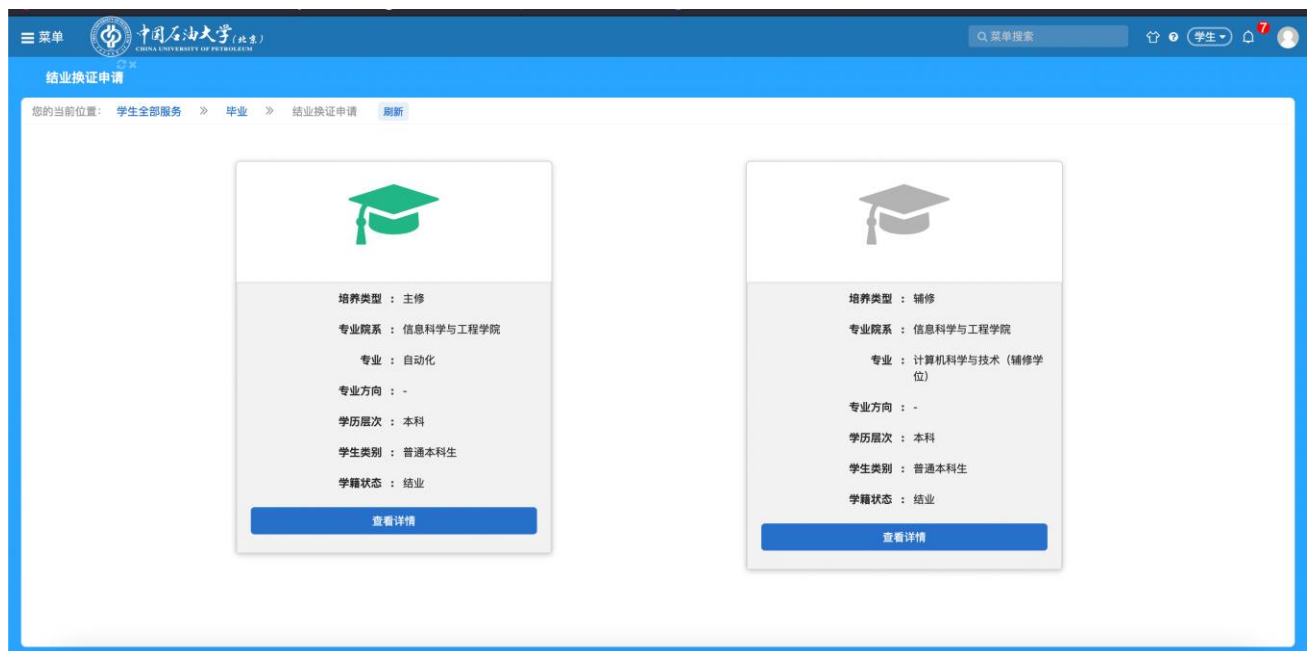 菜单
中国石油大学(北京)
CHINA UNIVERSITY OF PETROLEUM
菜单搜索
学生
7
结业换证申请
您的当前位置： 学生全部服务 》 毕业 》 结业换证申请 刷新
培养类型 ： 主修
专业院系 ： 信息科学与工程学院
专业 ： 自动化
专业方向 ： -
学历层次 ： 本科
学生类别 ： 普通本科生
学籍状态 ： 结业
查看详情
培养类型 ： 辅修
专业院系 ： 信息科学与工程学院
专业 ： 计算机科学与技术（辅修学
位）
专业方向 ： -
学历层次 ： 本科
学生类别 ： 普通本科生
学籍状态 ： 结业
查看详情